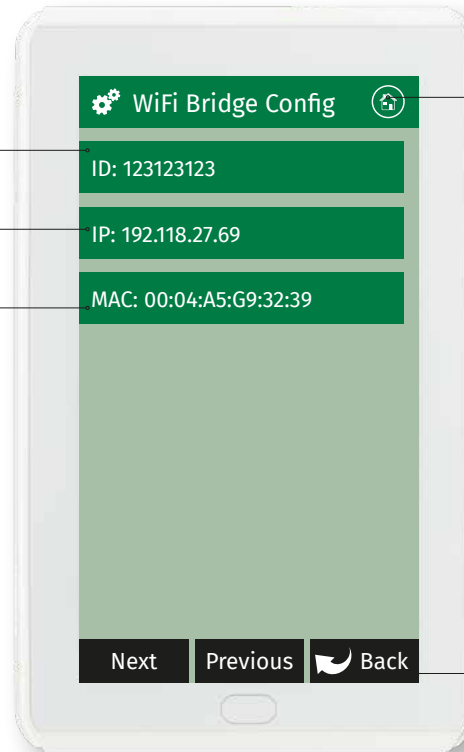 WiFi Bridge Config
ID: 123123123
IP: 192.118.27.69
MAC: 00:04:A5:G9:32:39
Next Previous Back